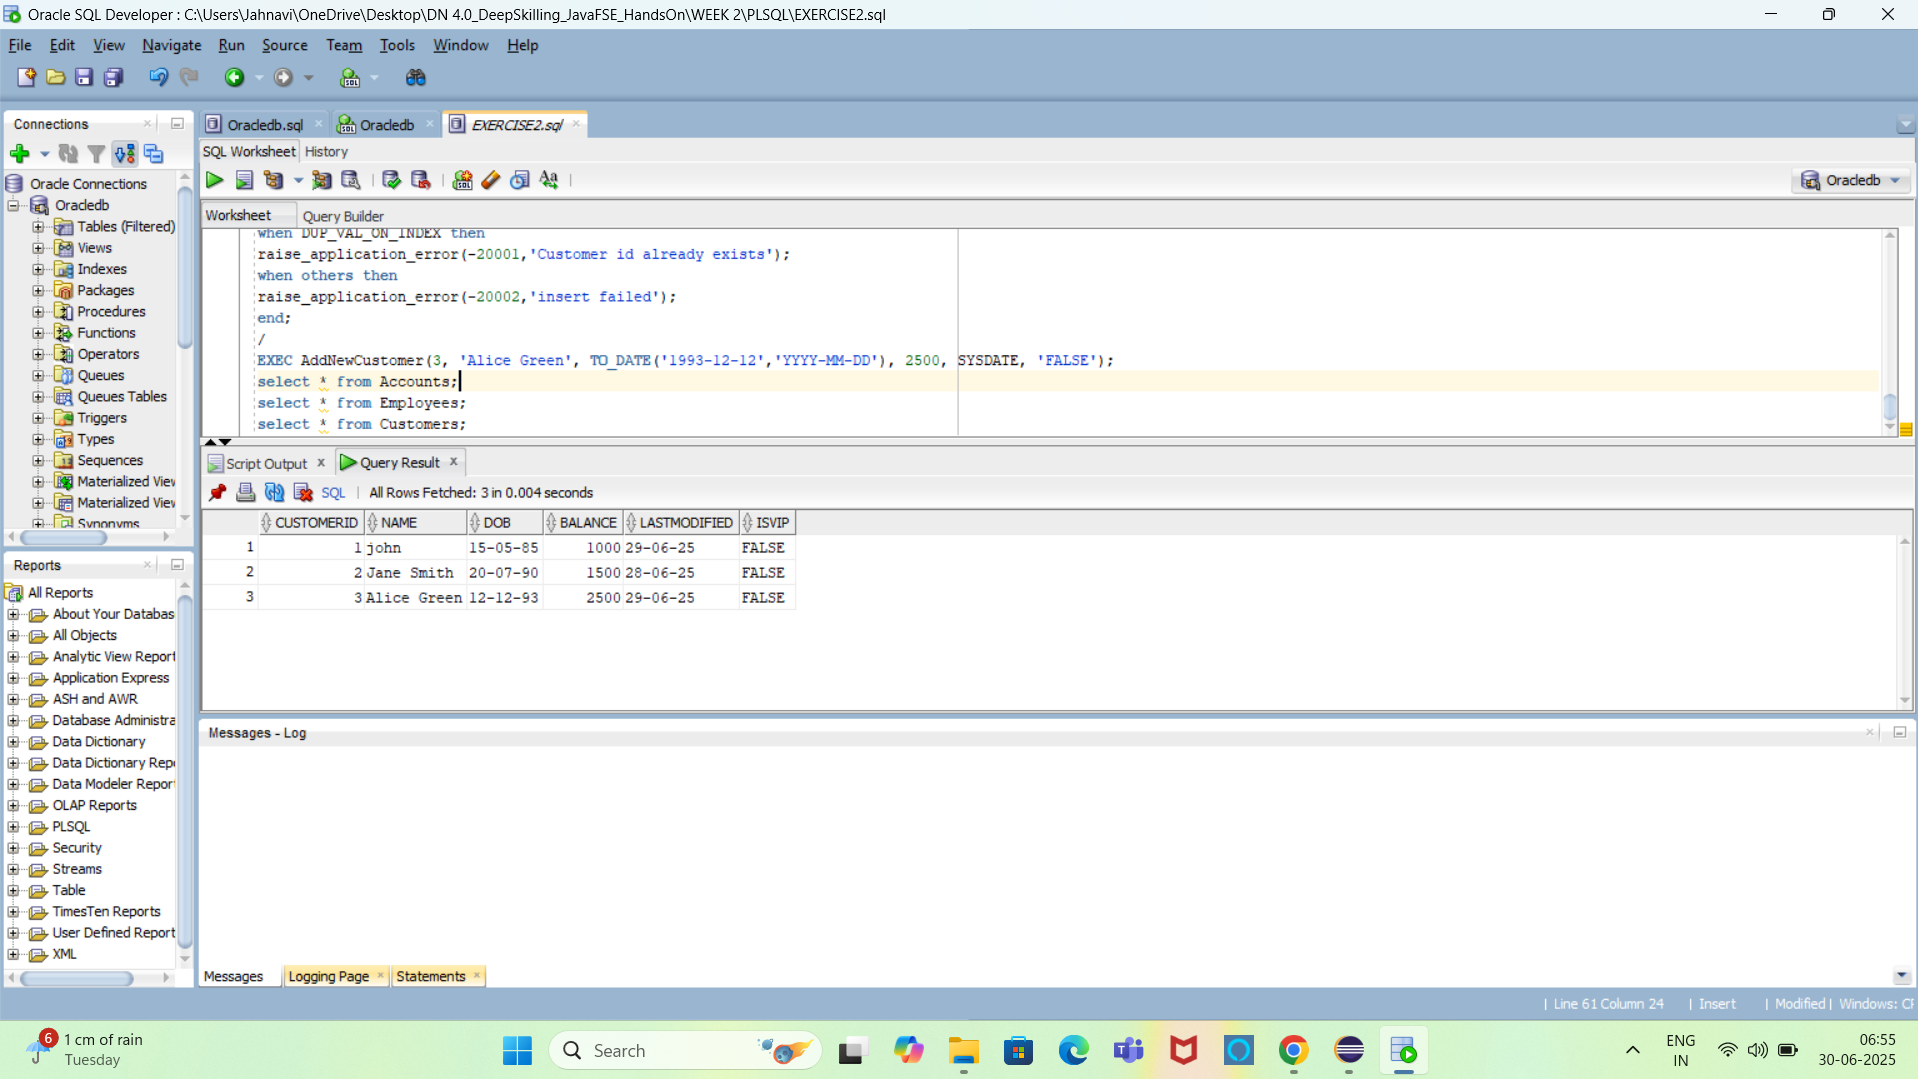 Oracle SQL Developer : C:\Users\Jahnavi\OneDrive\Desktop\DN 4.0_DeepSkilling_JavaFSE_HandsOn\WEEK 2\PLSQL\EXERCISE2.sql
File Edit View Navigate Run Source Team Tools Window Help
Connections
Oracle Connections
Oracledb
Tables (Filtered)
Views
Indexes
Packages
Procedures
Functions
Operators
Queues
Queues Tables
Triggers
Types
Sequences
Materialized View
Materialized View
Synonyms
Reports
All Reports
About Your Databas
All Objects
Analytic View Report
Application Express
ASH and AWR
Database Administra
Data Dictionary
Data Dictionary Rep
Data Modeler Report
OLAP Reports
PLSQL
Security
Streams
Table
TimesTen Reports
User Defined Report
XML
Oracledb.sql Oracledb EXERCISE2.sql
SQL Worksheet History
Oracledb
Worksheet Query Builder
when DUP_VAL_ON_INDEX then
raise_application_error(-20001,'Customer id already exists');
when others then
raise_application_error(-20002,'insert failed');
end;
/
EXEC AddNewCustomer(3, 'Alice Green', TO_DATE('1993-12-12','YYYY-MM-DD'), 2500, SYSDATE, 'FALSE');
select * from Accounts;
select * from Employees;
select * from Customers;
Script Output x Query Result x
SQL | All Rows Fetched: 3 in 0.004 seconds
CUSTOMERID NAME DOB BALANCE LASTMODIFIED ISVIP
1 1 john 15-05-85 1000 29-06-25 FALSE
2 2 Jane Smith 20-07-90 1500 28-06-25 FALSE
3 3 Alice Green 12-12-93 2500 29-06-25 FALSE
Messages - Log
Messages Logging Page Statements
| Line 61 Column 24 | Insert | Modified | Windows: CF
6
1 cm of rain
Tuesday
Search
ENG
IN
06:55
30-06-2025